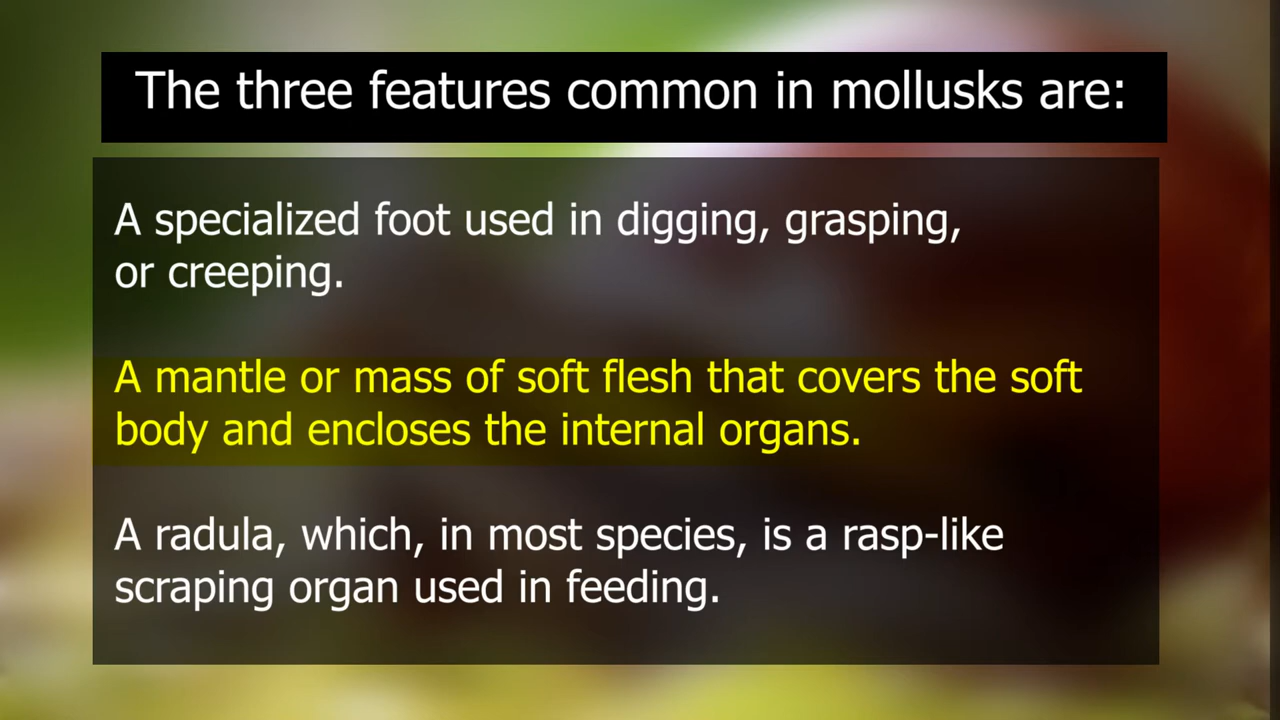 The three features common in mollusks are:
A specialized foot used in digging, grasping,
or creeping.
A mantle or mass of soft flesh that covers the soft
body and encloses the internal organs.
A radula, which, in most species, is a rasp-like
scraping organ used in feeding.